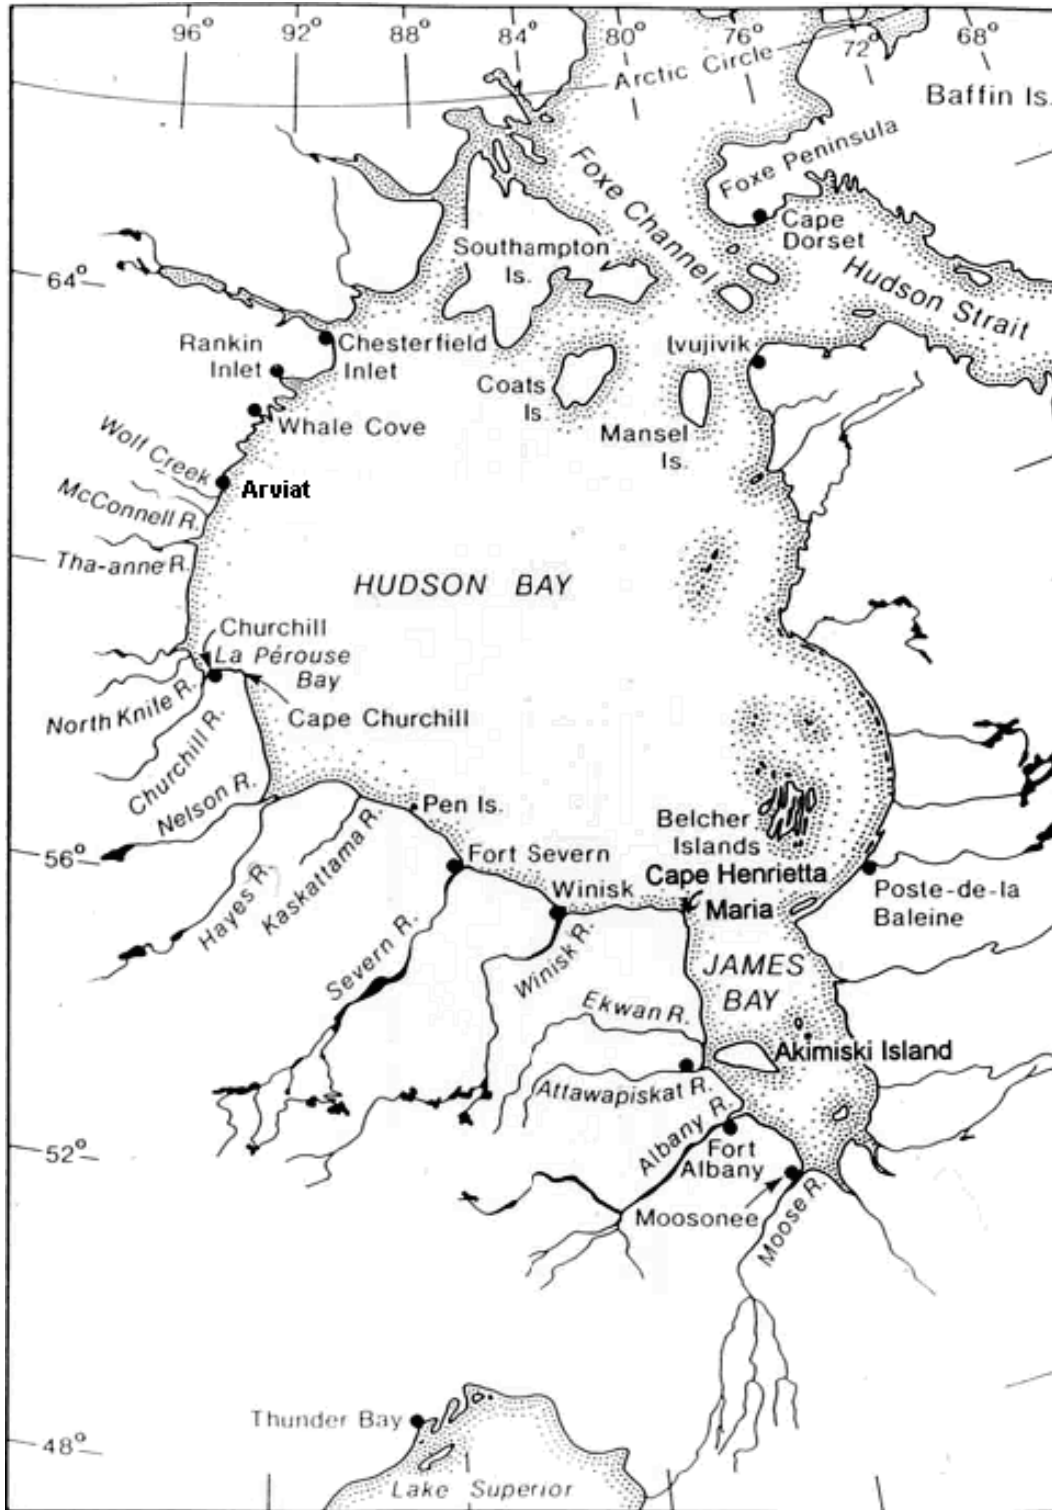 96°
92°
88°
84°
80°
76°
72°
68°
Arctic Circle
Baffin Is.
Foxe Peninsula
Foxe Channel
Cape
Dorset
Southampton
Is.
Hudson Strait
64°
Rankin
Inlet
Chesterfield
Inlet
Ivujivik
Coats
Is.
Mansel
Is.
Whale Cove
Wolf Creek
Arviat
McConnell R.
Tha-anne R.
HUDSON BAY
Churchill
La Pérouse
Bay
North Knife R.
Cape Churchill
Churchill R.
Nelson R.
Pen Is.
Belcher
Islands
56°
Hayes R.
Kaskattama R.
Fort Severn
Cape Henrietta
Maria
Winisk
Poste-de-la
Baleine
Severn R.
Winisk R.
JAMES
BAY
Ekwan R.
Akimiski Island
Attawapiskat R.
52°
Albany R.
Fort
Albany
Moosonee
Moose R.
Thunder Bay
48°
Lake Superior